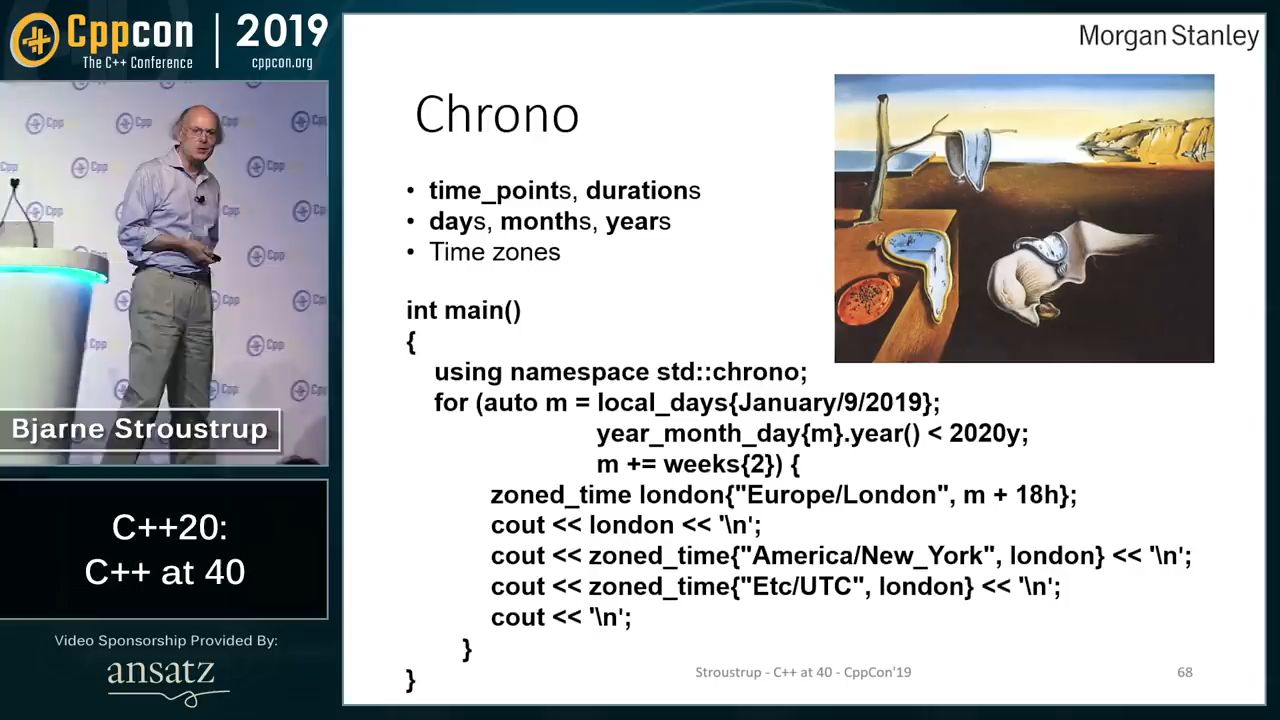 Cppcon
The C++ Conference
2019
cppcon.org
Bjarne Stroustrup
C++20:
C++ at 40
Video Sponsorship Provided By:
ansatz
Morgan Stanley
Chrono
• time_points, durations
• days, months, years
• Time zones
int main()
{
using namespace std::chrono;
for (auto m = local_days{January/9/2019};
year_month_day{m}.year() < 2020y;
m += weeks{2}) {
zoned_time london{"Europe/London", m + 18h};
cout << london << '\n';
cout << zoned_time{"America/New_York", london} << '\n';
cout << zoned_time{"Etc/UTC", london} << '\n';
cout << '\n';
}
}
Stroustrup - C++ at 40 - CppCon'19
68